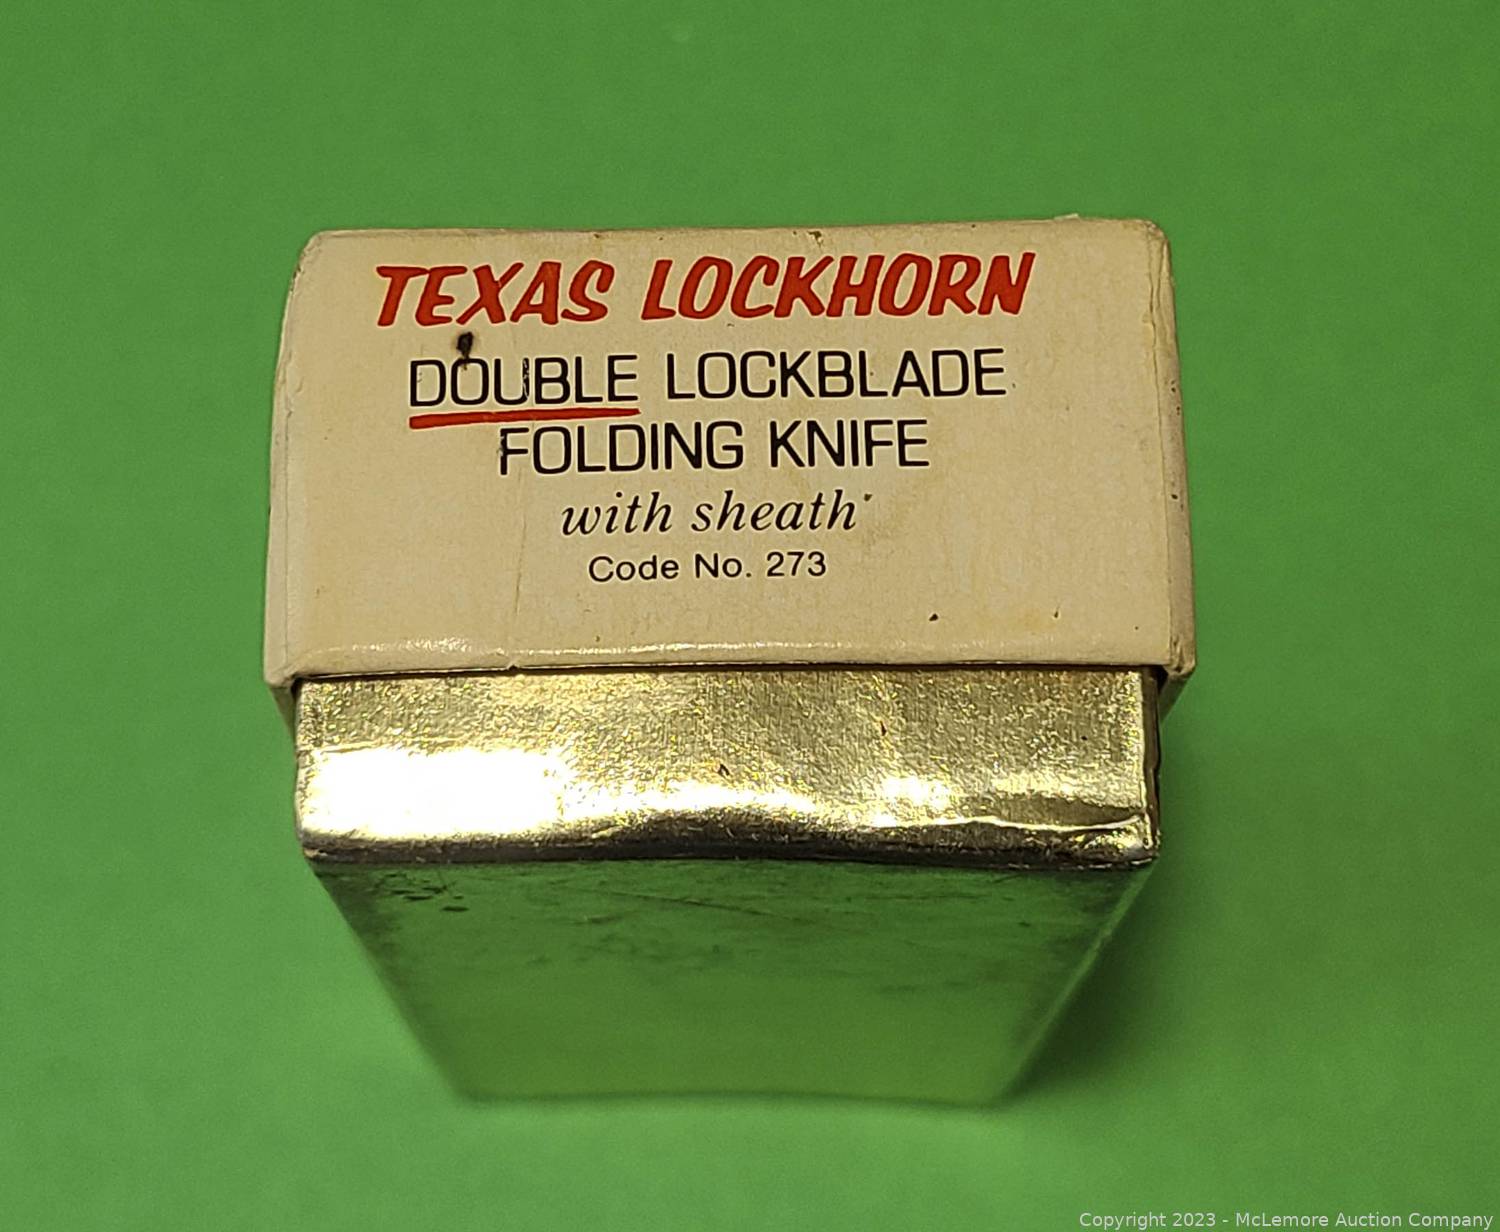 TEXAS LOCKHORN
DOUBLE LOCKBLADE
FOLDING KNIFE
with sheath
Code No. 273
Copyright 2023 - McLemore Auction Company